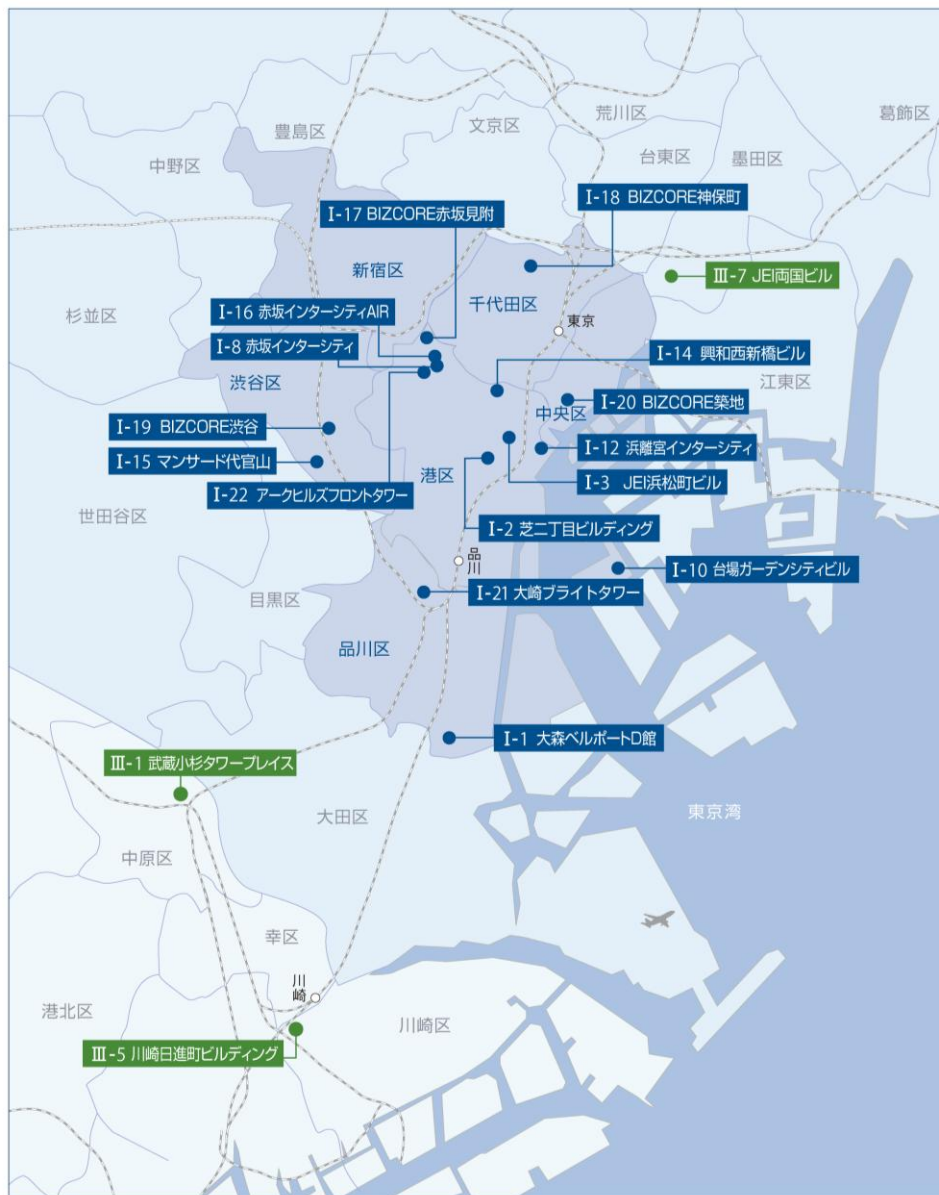 荒川区
葛飾区
文京区
豊島区
台東区
墨田区
中野区
I-18 BIZCORE神保町
I-17 BIZCORE赤坂見附
新宿区
III-7 JEI両国ビル
千代田区
I-16 赤坂インターシティAIR
杉並区
東京
I-8 赤坂インターシティ
I-14 興和西新橋ビル
渋谷区
江東区
I-20 BIZCORE築地
中央区
I-19 BIZCORE渋谷
I-12 浜離宮インターシティ
I-15 マンサード代官山
港区
I-3 JEI浜松町ビル
I-22 アークヒルズフロントタワー
世田谷区
I-2 芝二丁目ビルディング
品川
I-10 台場ガーデンシティビル
I-21 大崎ブライトタワー
目黒区
品川区
I-1 大森ベルポートD館
III-1 武蔵小杉タワープレイス
大田区
東京湾
中原区
幸区
川崎
港北区
川崎区
III-5 川崎日進町ビルディング